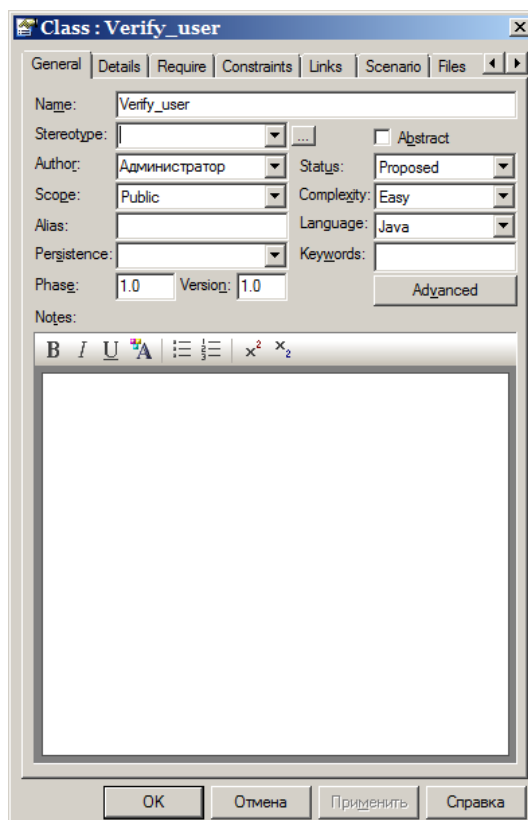 Class : Verify_user
General Details Require Constraints Links Scenario Files
Name: Verify_user
Stereotype: ... Abstract
Author: Администратор Status: Proposed
Scope: Public Complexity: Easy
Alias: Language: Java
Persistence: Keywords:
Phase: 1.0 Version: 1.0 Advanced
Notes:
B I U A x² x₂
OK Отмена Применить Справка